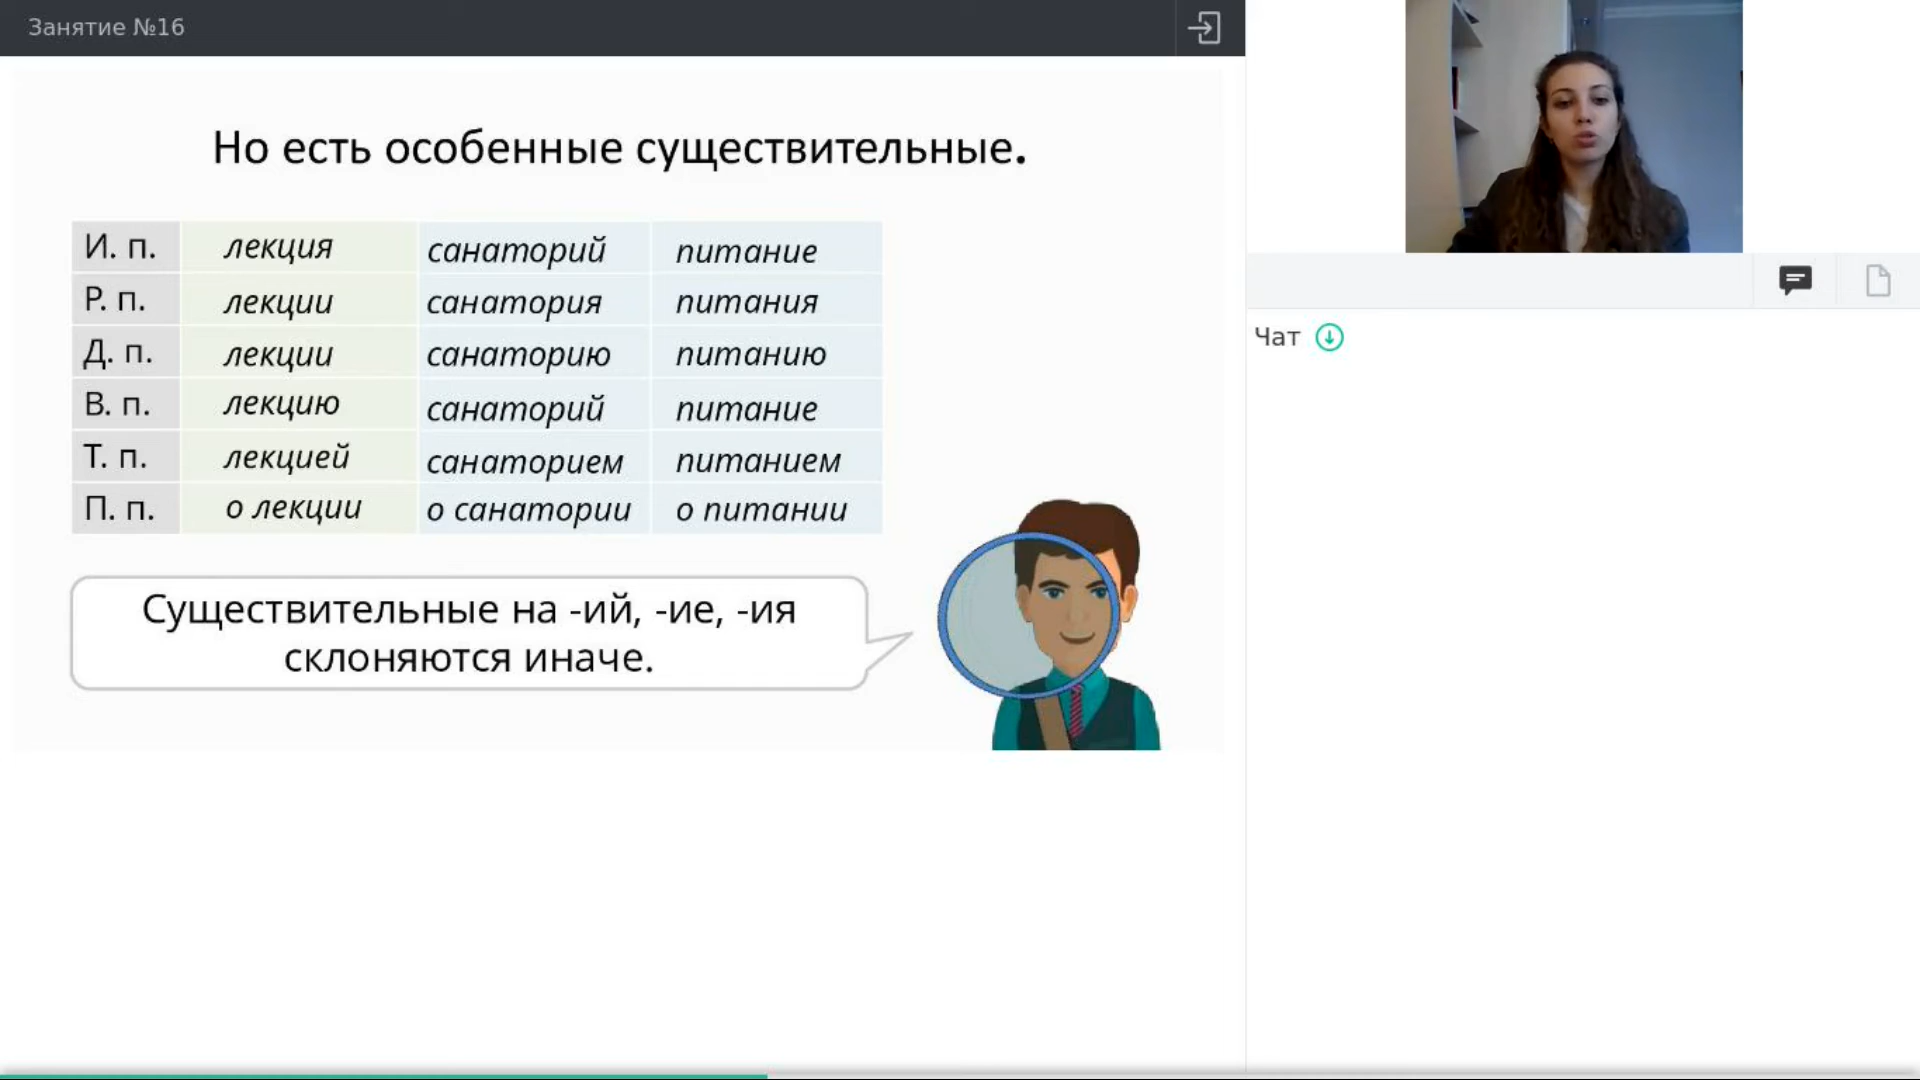 Занятие №16
Но есть особенные существительные.
И. п. лекция санаторий питание
Р. п. лекции санатория питания
Д. п. лекции санаторию питанию
В. п. лекцию санаторий питание
Т. п. лекцией санаторием питанием
П. п. о лекции о санатории о питании
Существительные на -ий, -ие, -ия
склоняются иначе.
Чат